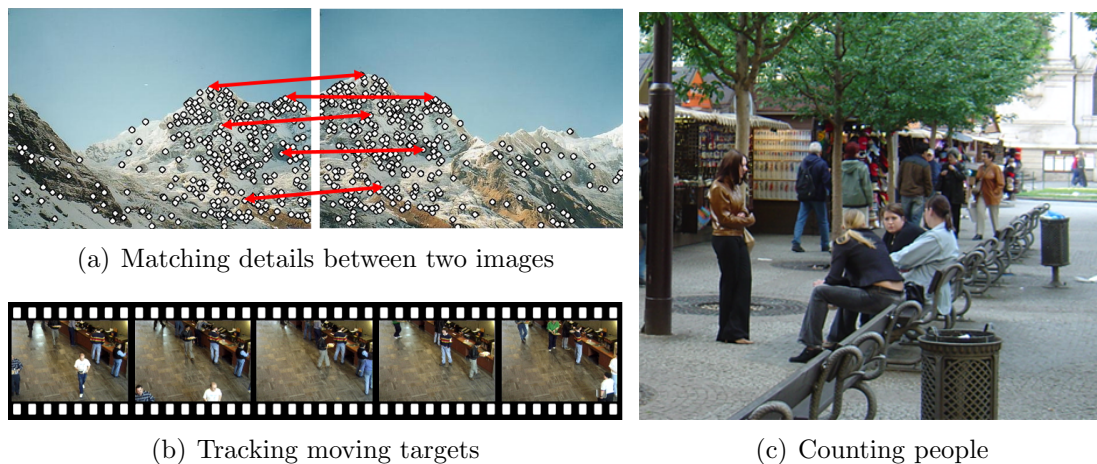 (a) Matching details between two images
(b) Tracking moving targets
(c) Counting people